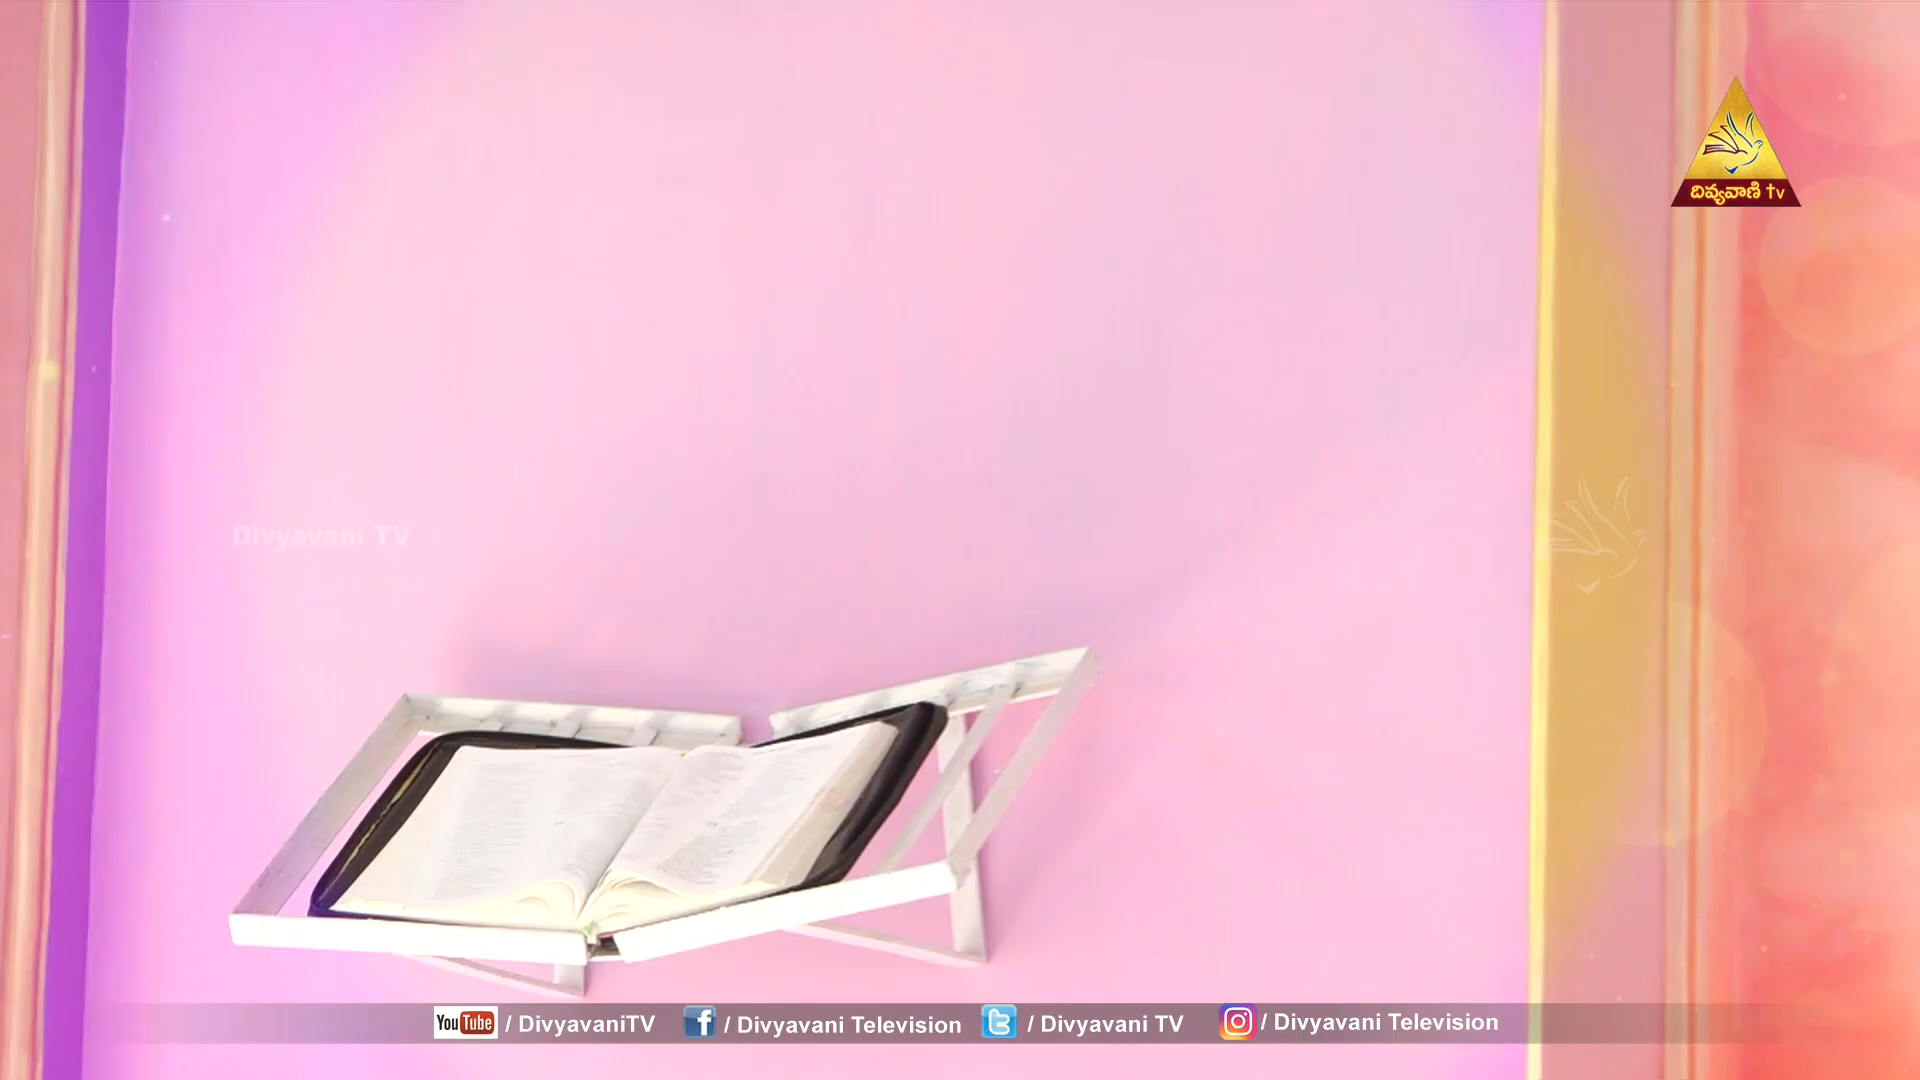 దివ్యవాణి tv
Divyavani TV
YouTube / DivyavaniTV f / Divyavani Television / Divyavani TV / Divyavani Television